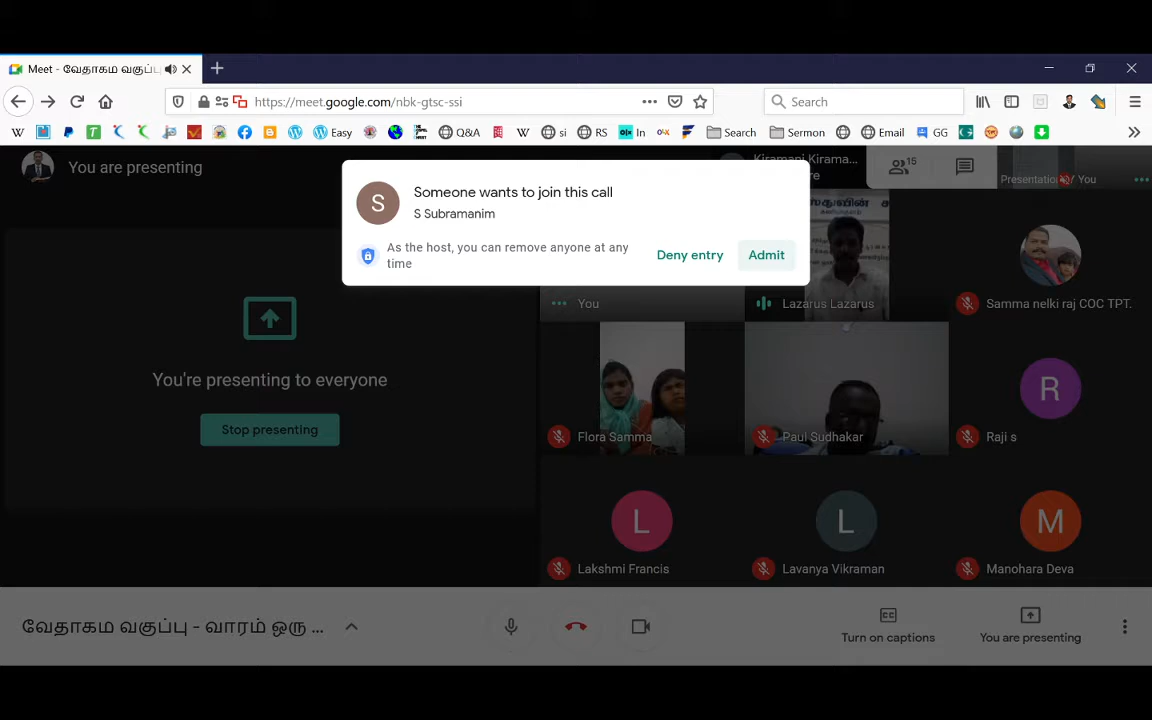 Meet - வேதாகம வகுப்பு
https://meet.google.com/nbk-gtsc-ssi
Search
Easy
Q&A
si
RS
In
Search
Sermon
Email
GG
You are presenting
Kiramani Kirama...
15
Presentation / You
Someone wants to join this call
S
S Subramanim
As the host, you can remove anyone at any
time
Deny entry
Admit
You
Lazarus Lazarus
Samma nelki raj COC TPT.
You're presenting to everyone
Stop presenting
R
Flora Samma
Paul Sudhakar
Raji s
L
L
M
Lakshmi Francis
Lavanya Vikraman
Manohara Deva
வேதாகம வகுப்பு - வாரம் ஒரு ...
Turn on captions
You are presenting